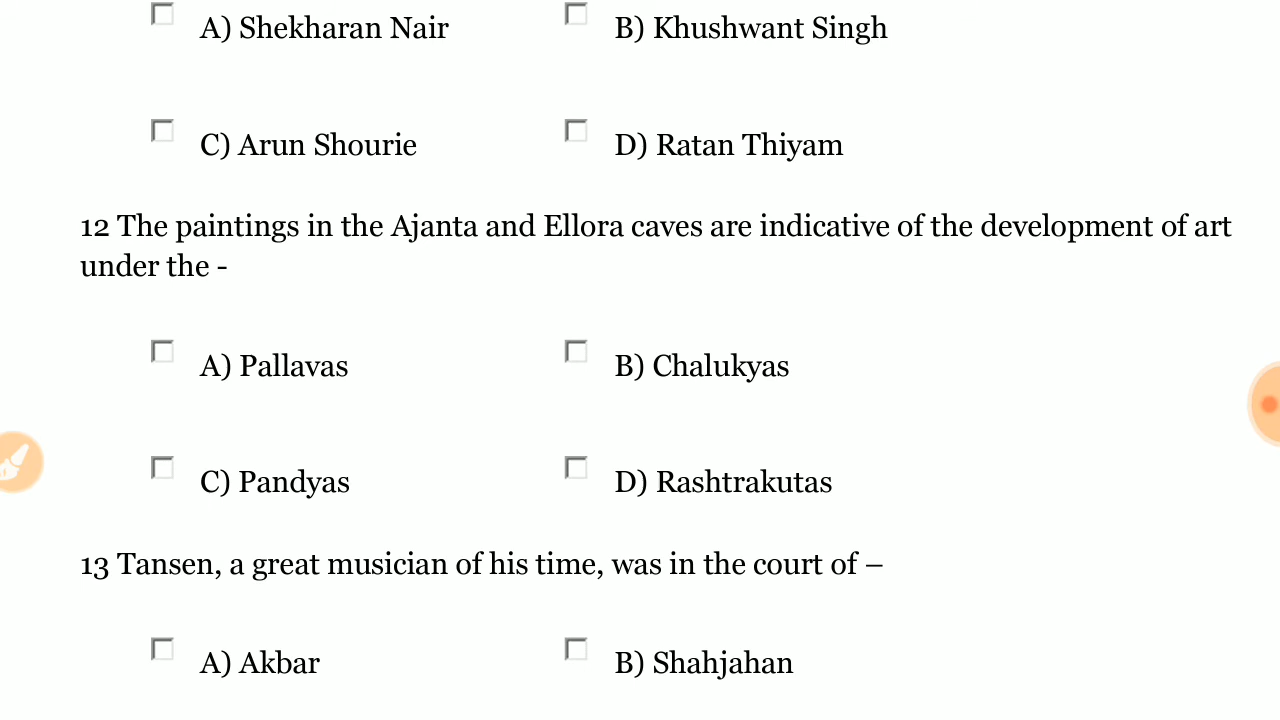 A) Shekharan Nair B) Khushwant Singh
C) Arun Shourie D) Ratan Thiyam
12 The paintings in the Ajanta and Ellora caves are indicative of the development of art
under the -
A) Pallavas B) Chalukyas
C) Pandyas D) Rashtrakutas
13 Tansen, a great musician of his time, was in the court of –
A) Akbar B) Shahjahan